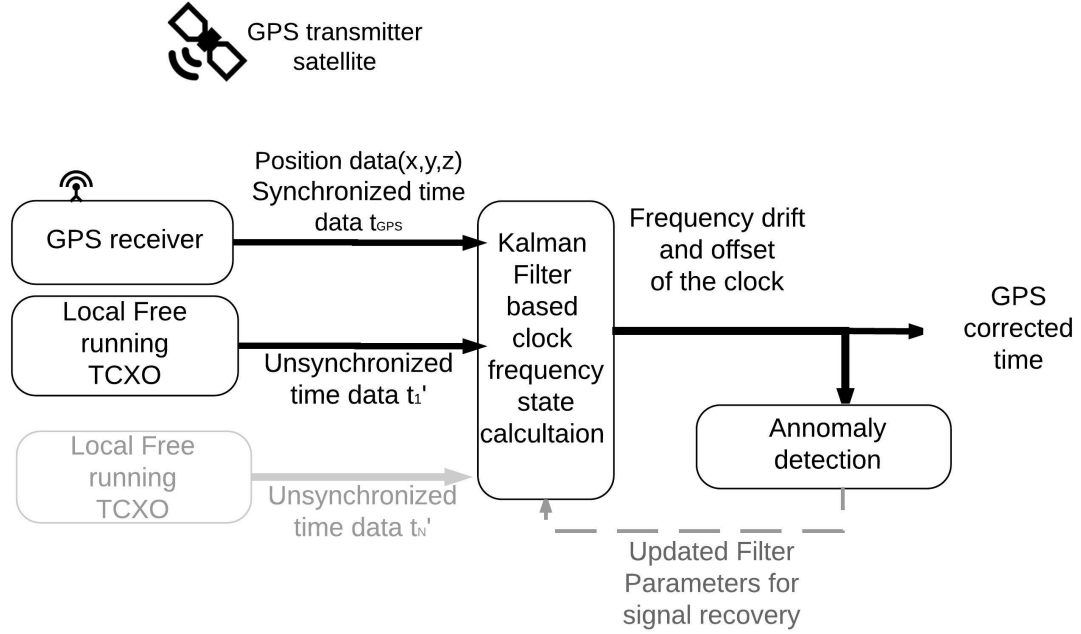 GPS transmitter
satellite
Position data(x,y,z)
Synchronized time
data tGPS
GPS receiver
Local Free
running
TCXO
Unsynchronized
time data t1'
Local Free
running
TCXO
Unsynchronized
time data tN'
Kalman
Filter
based
clock
frequency
state
calcultaion
Frequency drift
and offset
of the clock
GPS
corrected
time
Annomaly
detection
Updated Filter
Parameters for
signal recovery